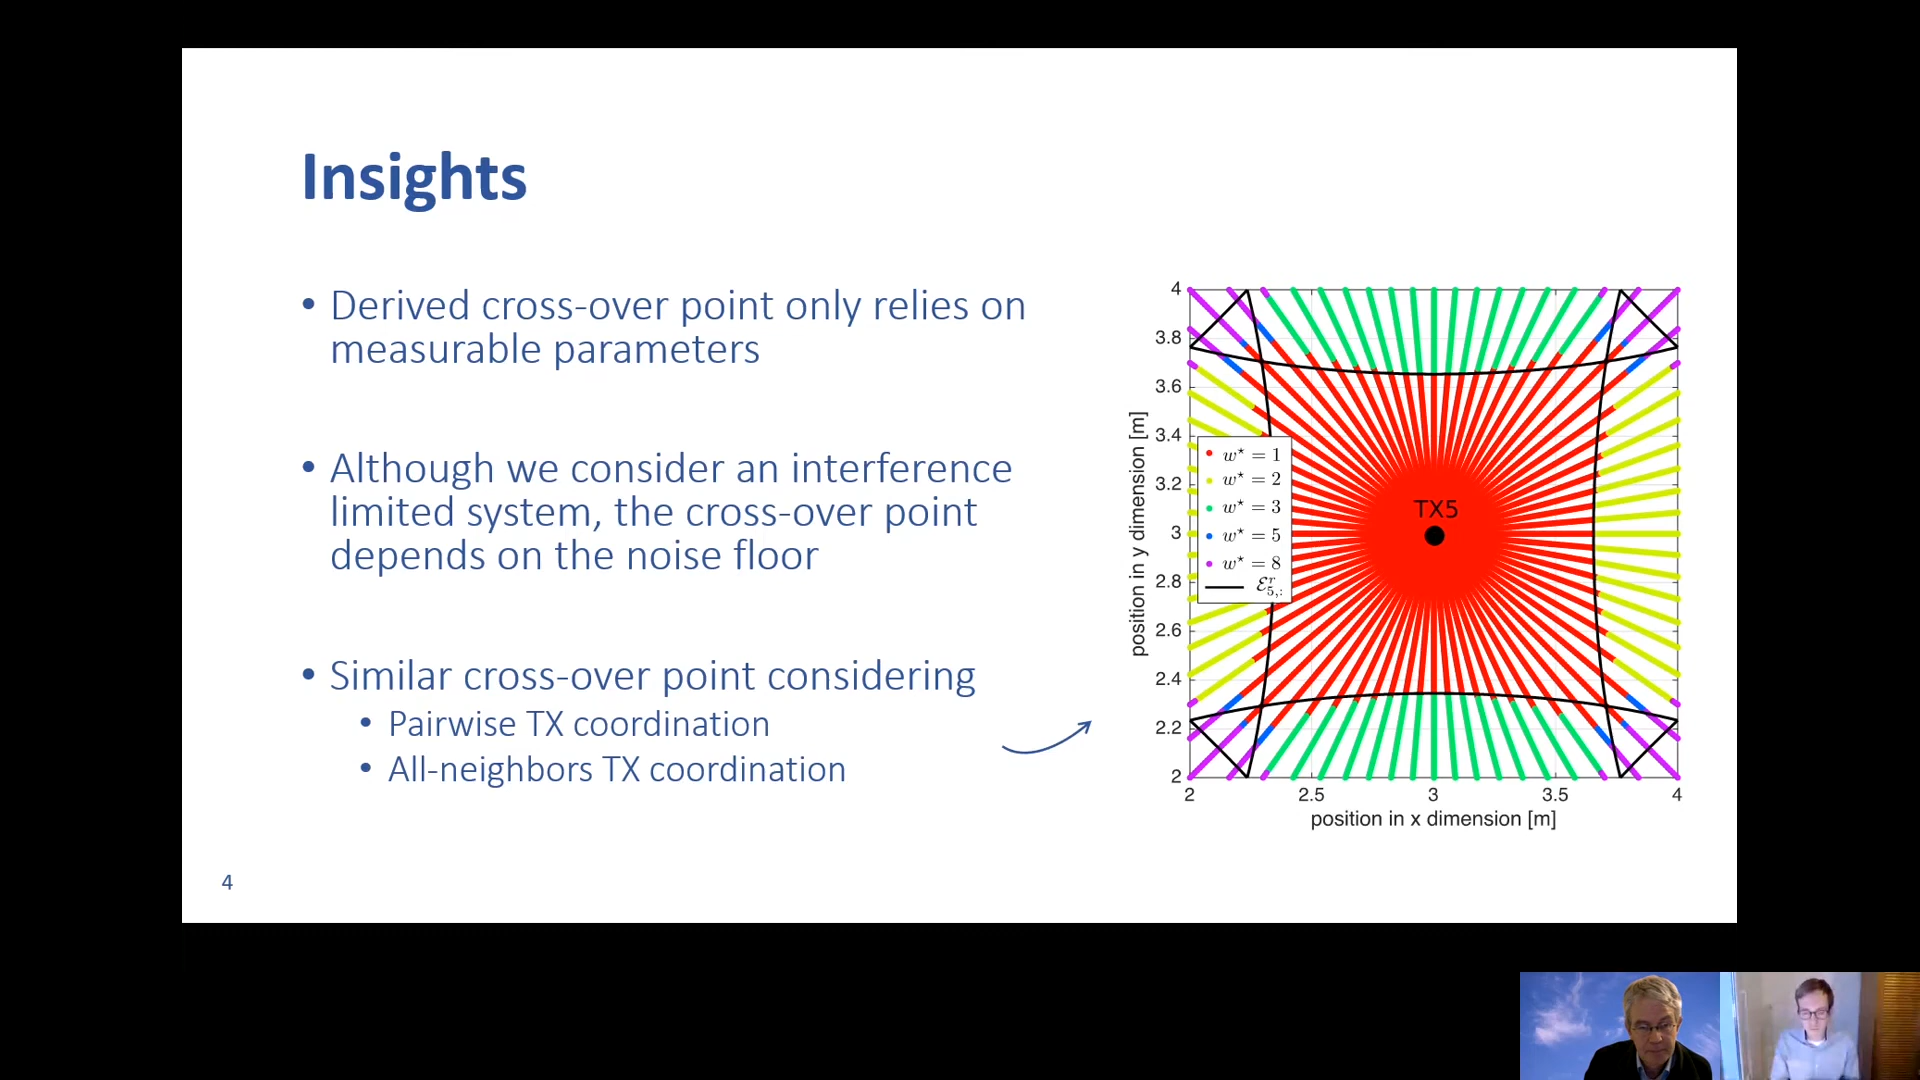 Insights
• Derived cross-over point only relies on
measurable parameters
• Although we consider an interference
limited system, the cross-over point
depends on the noise floor
• Similar cross-over point considering
• Pairwise TX coordination
• All-neighbors TX coordination
4
4
3.8
3.6
3.4
3.2
3
2.8
2.6
2.4
2.2
2
position in y dimension [m]
w⋆ = 1
w⋆ = 2
w⋆ = 3
w⋆ = 5
w⋆ = 8
ℰ^r_{5,:}
TX5
2
2.5
3
3.5
4
position in x dimension [m]